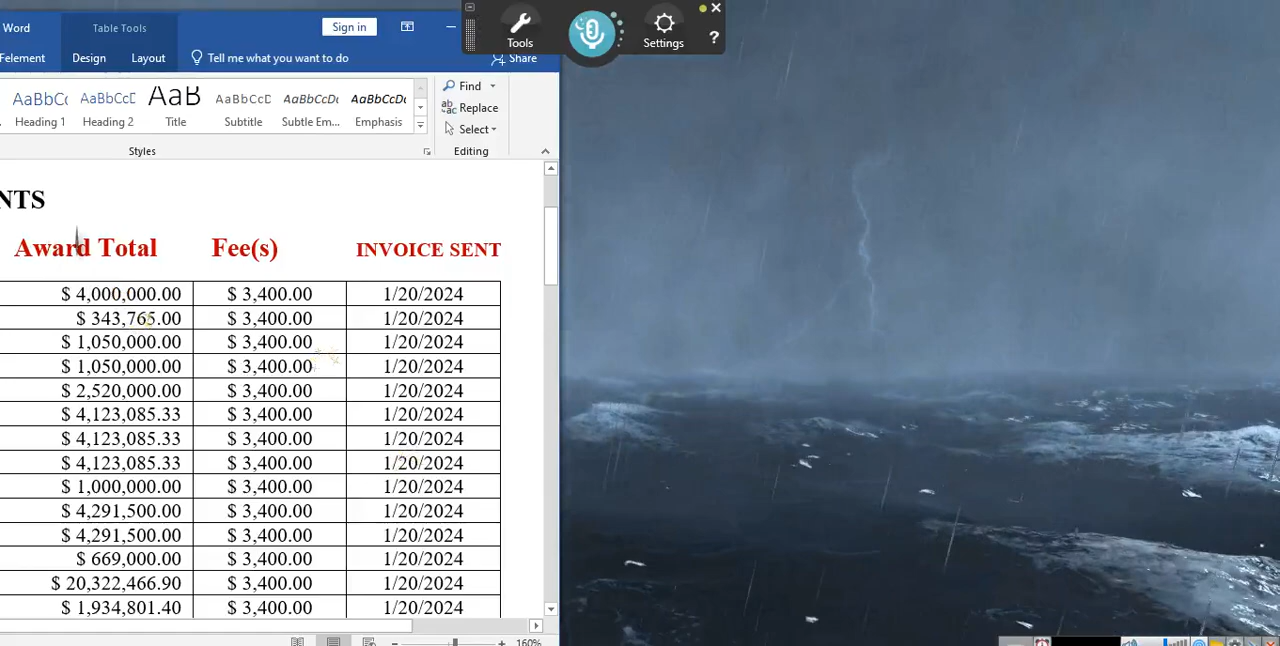 Word
Table Tools
Sign in
Felement
Design
Layout
Tell me what you want to do
Share
Tools
Settings
?
AaBbCc
AaBbCcD
AaB
AaBbCcD
AaBbCcDc
AaBbCcDc
Heading 1
Heading 2
Title
Subtitle
Subtle Em...
Emphasis
Find
Replace
Select
Styles
Editing
NTS
Award Total Fee(s) INVOICE SENT
$ 4,000,000.00 $ 3,400.00 1/20/2024
$ 343,765.00 $ 3,400.00 1/20/2024
$ 1,050,000.00 $ 3,400.00 1/20/2024
$ 1,050,000.00 $ 3,400.00 1/20/2024
$ 2,520,000.00 $ 3,400.00 1/20/2024
$ 4,123,085.33 $ 3,400.00 1/20/2024
$ 4,123,085.33 $ 3,400.00 1/20/2024
$ 4,123,085.33 $ 3,400.00 1/20/2024
$ 1,000,000.00 $ 3,400.00 1/20/2024
$ 4,291,500.00 $ 3,400.00 1/20/2024
$ 4,291,500.00 $ 3,400.00 1/20/2024
$ 669,000.00 $ 3,400.00 1/20/2024
$ 20,322,466.90 $ 3,400.00 1/20/2024
$ 1,934,801.40 $ 3,400.00 1/20/2024
160%